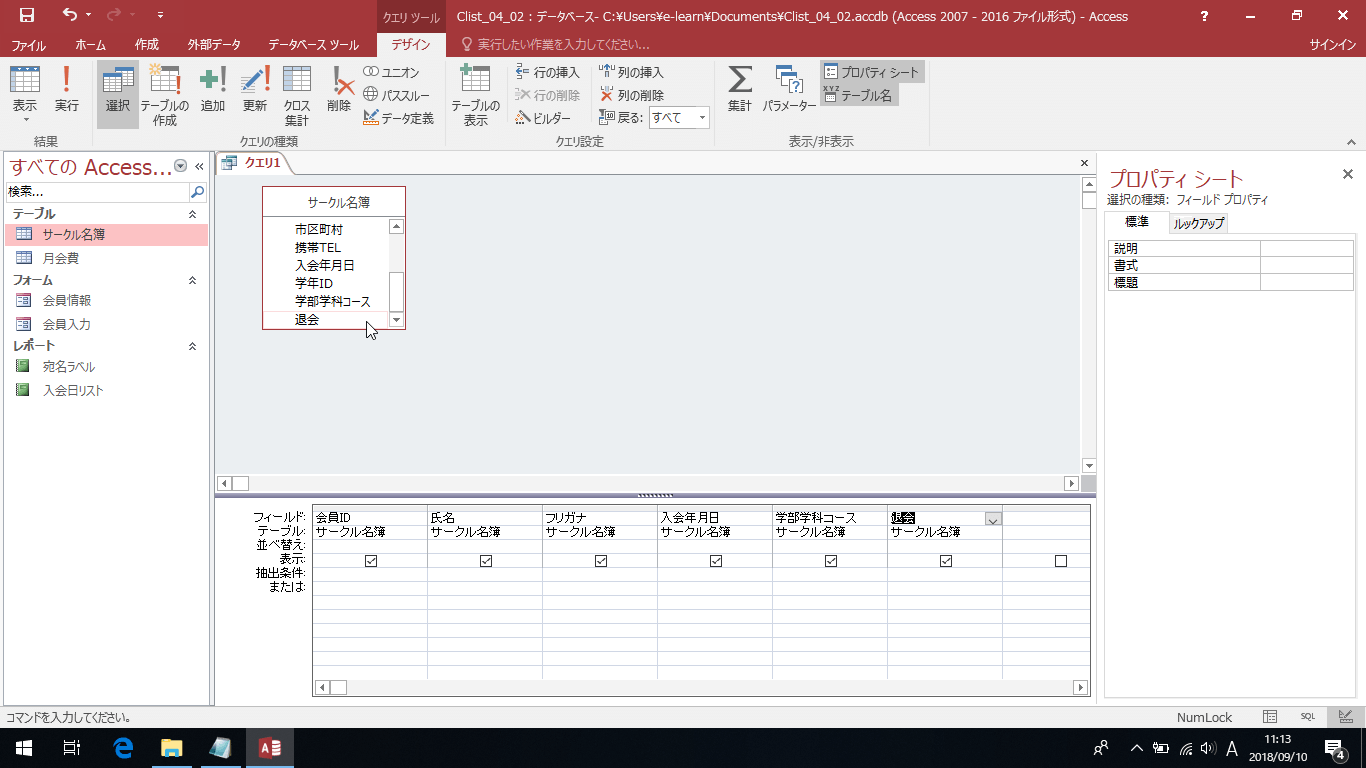 クエリ ツール
Clist_04_02 : データベース- C:¥Users¥e-learn¥Documents¥Clist_04_02.accdb (Access 2007 - 2016 ファイル形式) - Access
?
ファイル ホーム 作成 外部データ データベース ツール デザイン 実行したい作業を入力してください... サインイン
表示
実行
結果
選択
テーブルの
作成
追加
更新
クロス
集計
削除
ユニオン
パススルー
データ定義
クエリの種類
テーブルの
表示
行の挿入
行の削除
ビルダー
列の挿入
列の削除
戻る: すべて
クエリ設定
集計
パラメーター
プロパティ シート
テーブル名
表示/非表示
すべての Access...
検索...
テーブル
サークル名簿
月会費
フォーム
会員情報
会員入力
レポート
宛名ラベル
入会日リスト
クエリ1
サークル名簿
市区町村
携帯TEL
入会年月日
学年ID
学部学科コース
退会
フィールド: 会員ID 氏名 フリガナ 入会年月日 学部学科コース 退会
テーブル: サークル名簿 サークル名簿 サークル名簿 サークル名簿 サークル名簿 サークル名簿
並べ替え:
表示:
抽出条件:
または:
プロパティ シート
選択の種類: フィールド プロパティ
標準 ルックアップ
説明
書式
標題
コマンドを入力してください。
NumLock
SQL
A
11:13
2018/09/10
4